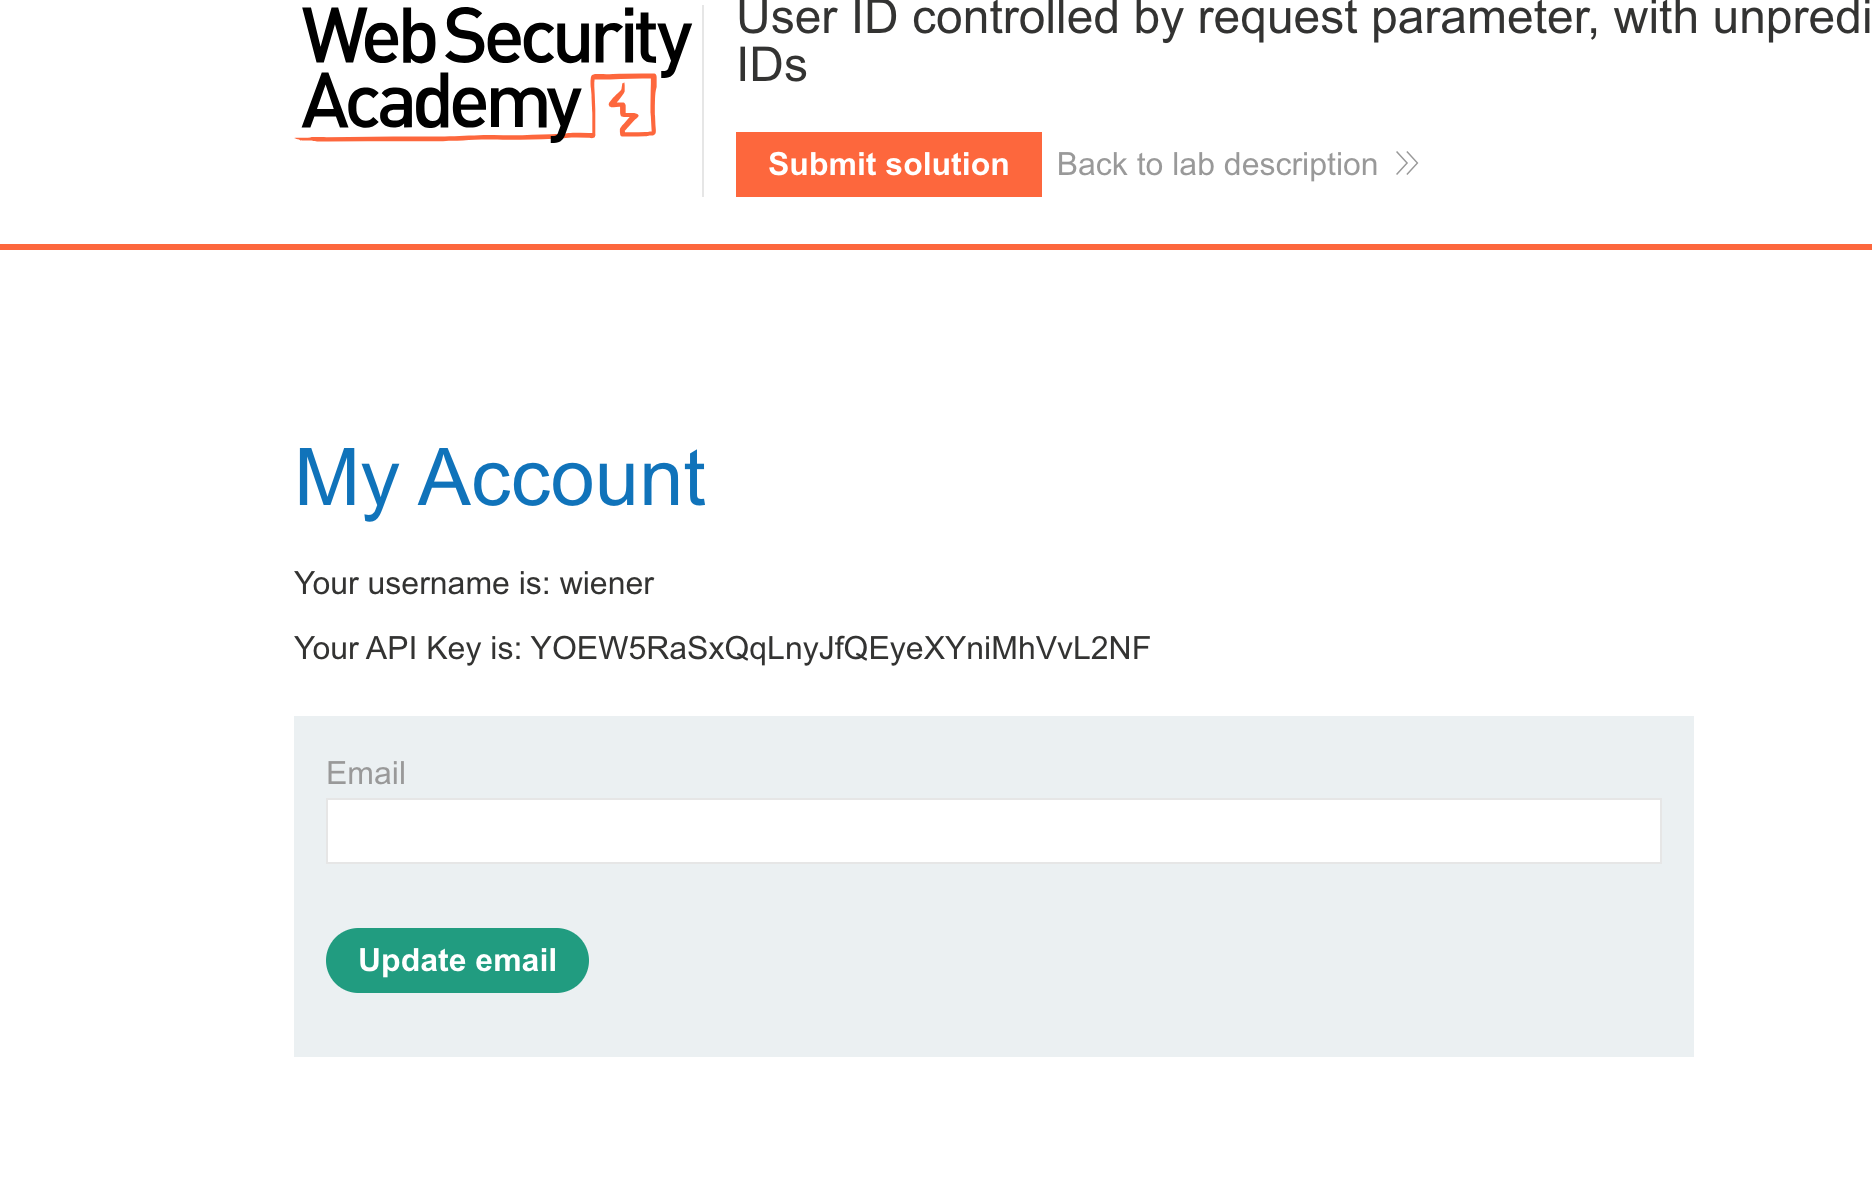 Web Security
Academy
User ID controlled by request parameter, with unpredi
IDs
Submit solution
Back to lab description
My Account
Your username is: wiener
Your API Key is: YOEW5RaSxQqLnyJfQEyeXYniMhVvL2NF
Email
Update email